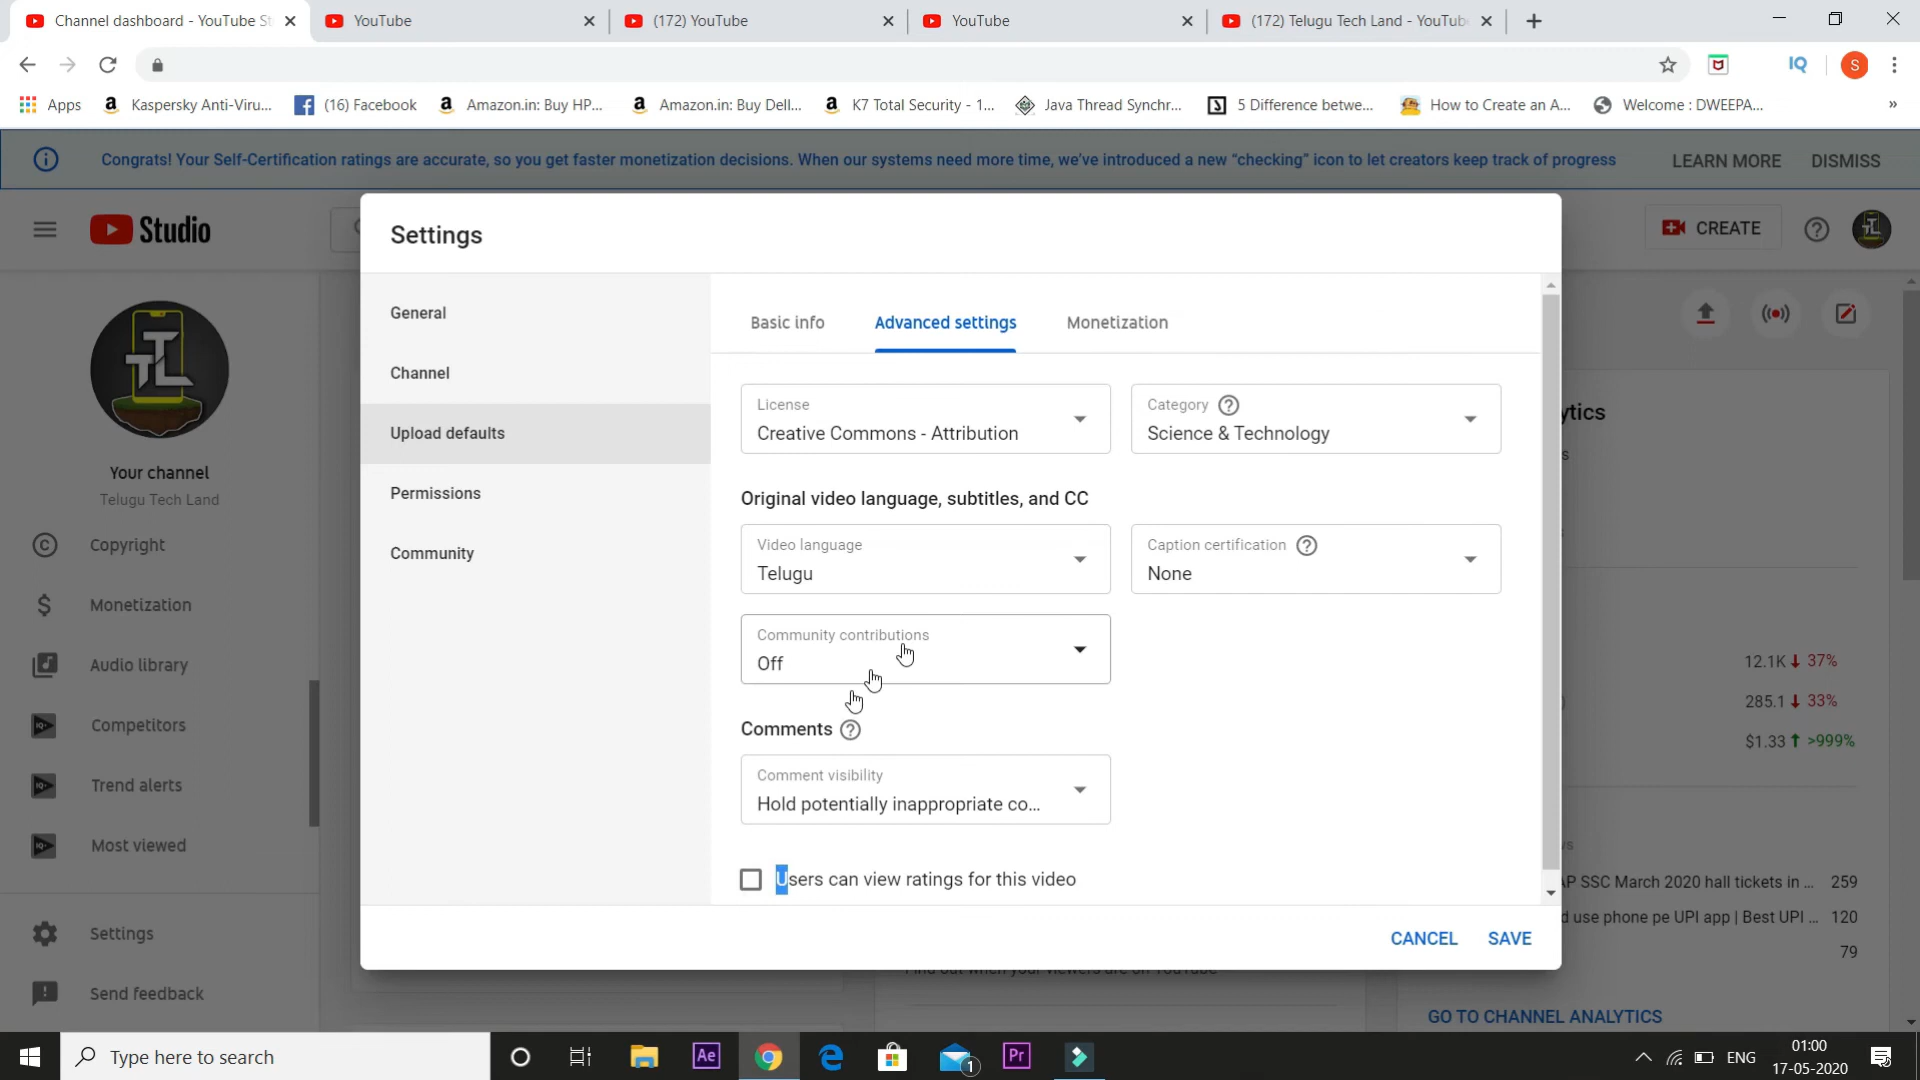 Channel dashboard - YouTube St
YouTube
(172) YouTube
YouTube
(172) Telugu Tech Land - YouTub
Apps
Kaspersky Anti-Viru...
(16) Facebook
Amazon.in: Buy HP...
Amazon.in: Buy Dell...
K7 Total Security - 1...
Java Thread Synchr...
5 Difference betwe...
How to Create an A...
Welcome : DWEEPA...
IQ
S
Congrats! Your Self-Certification ratings are accurate, so you get faster monetization decisions. When our systems need more time, we've introduced a new “checking” icon to let creators keep track of progress
LEARN MORE
DISMISS
Studio
CREATE
Your channel
Telugu Tech Land
Copyright
Monetization
Audio library
Competitors
Trend alerts
Most viewed
Settings
Send feedback
Settings
General
Channel
Upload defaults
Permissions
Community
Basic info
Advanced settings
Monetization
License
Creative Commons - Attribution
Category
Science & Technology
Original video language, subtitles, and CC
Video language
Telugu
Caption certification
None
Community contributions
Off
Comments
Comment visibility
Hold potentially inappropriate co...
Users can view ratings for this video
CANCEL
SAVE
ytics
12.1K 37%
285.1 33%
$1.33 >999%
AP SSC March 2020 hall tickets in ... 259
d use phone pe UPI app | Best UPI ... 120
79
GO TO CHANNEL ANALYTICS
Type here to search
Ae
Pr
1
ENG
01:00
17-05-2020